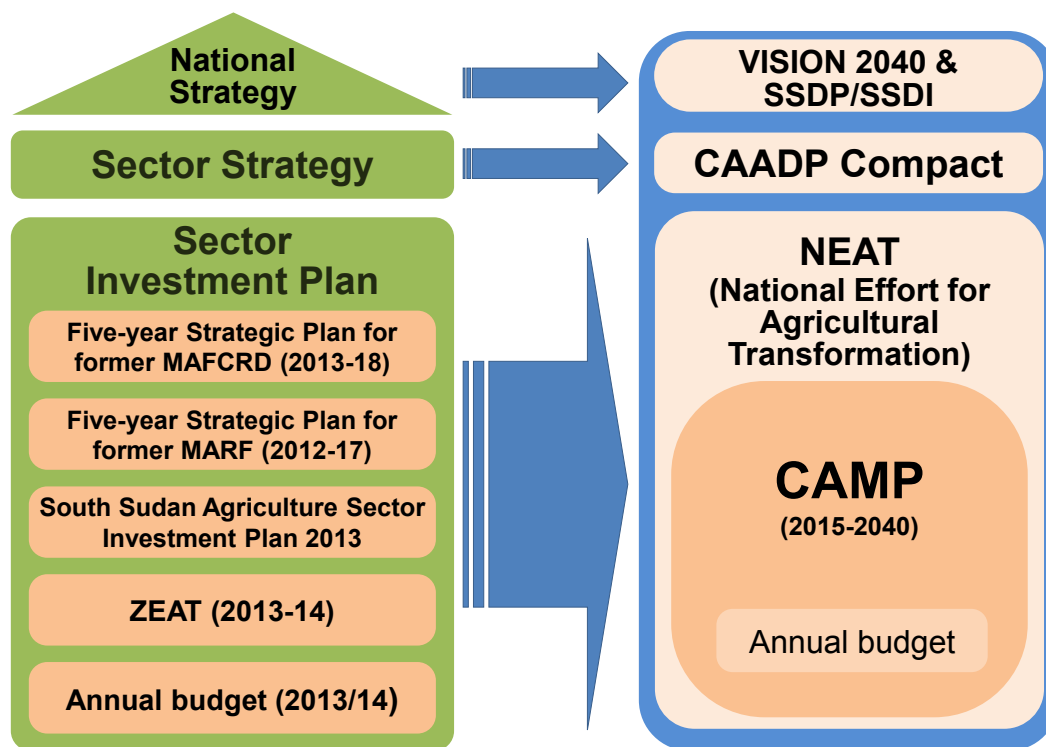 National
Strategy
VISION 2040 &
SSDP/SSDI
Sector Strategy
CAADP Compact
Sector
Investment Plan
Five-year Strategic Plan for
former MAFCRD (2013-18)
Five-year Strategic Plan for
former MARF (2012-17)
South Sudan Agriculture Sector
Investment Plan 2013
ZEAT (2013-14)
Annual budget (2013/14)
NEAT
(National Effort for
Agricultural
Transformation)
CAMP
(2015-2040)
Annual budget